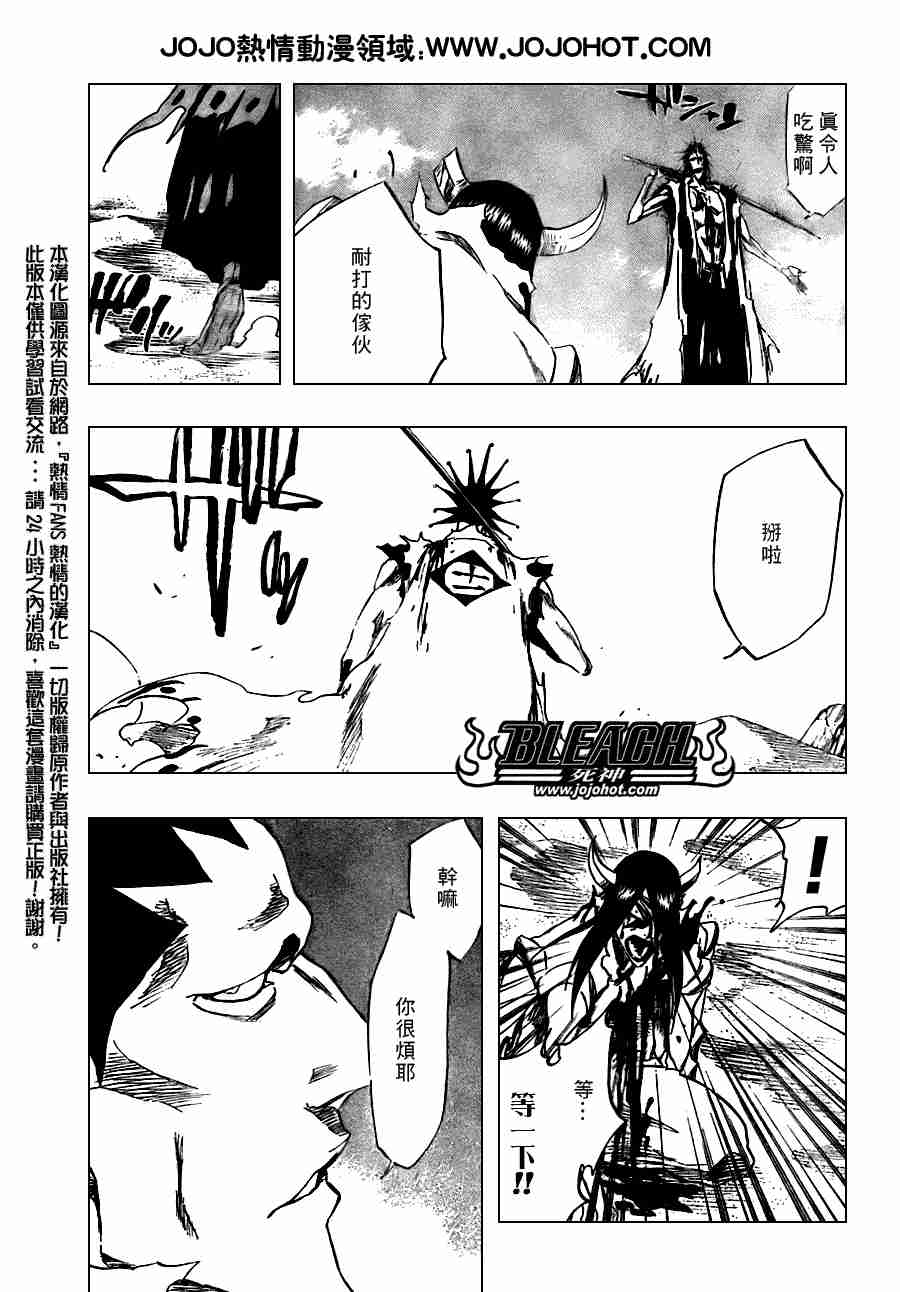 JOJO熱情動漫領域:WWW.JOJOHOT.COM
眞令人
吃驚啊
耐打的傢伙
掰啦
十一
BLEACH
死神
www.jojohot.com
！
等…
等一下!!
幹嘛
你很煩耶
本漢化圖源來自於網路，『熱情FANS 熱情的漢化』一切版權歸原作者與出版社擁有！
此版本僅供學習試看交流… 請24小時之內消除，喜歡這套漫畫請購買正版！謝謝。